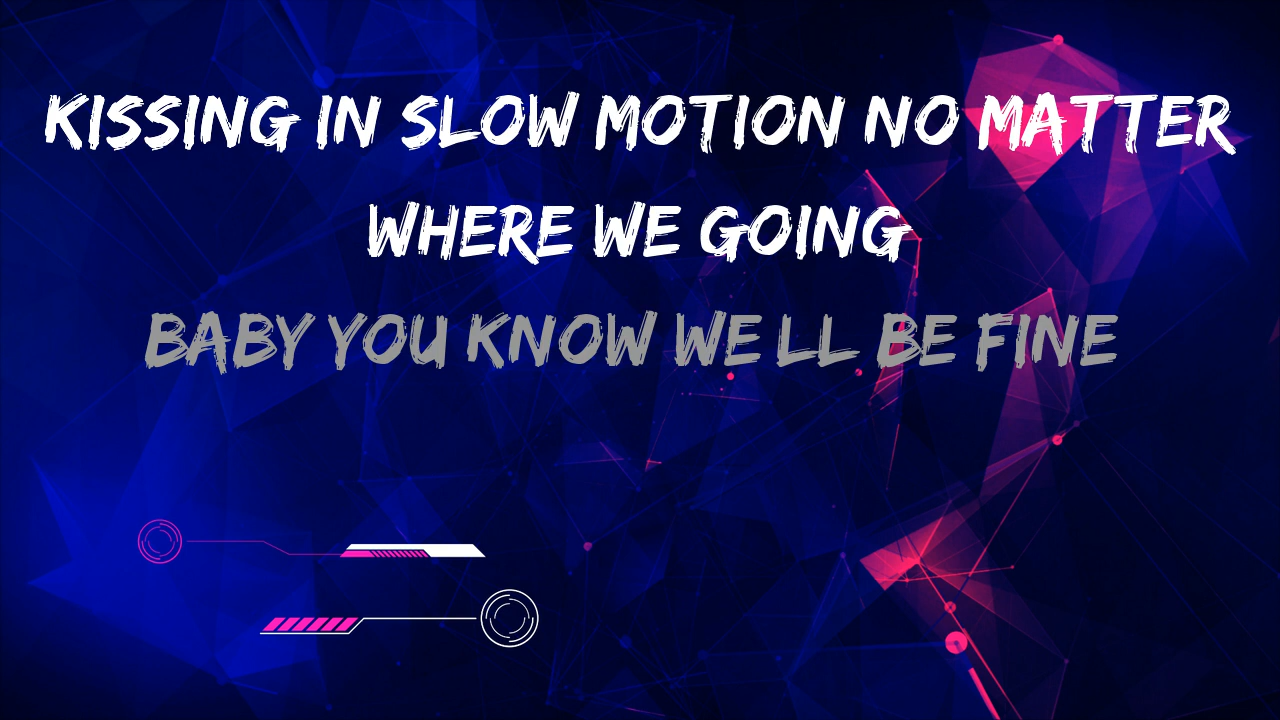 KISSING IN SLOW MOTION NO MATTER
WHERE WE GOING
BABY YOU KNOW WE LL BE FINE